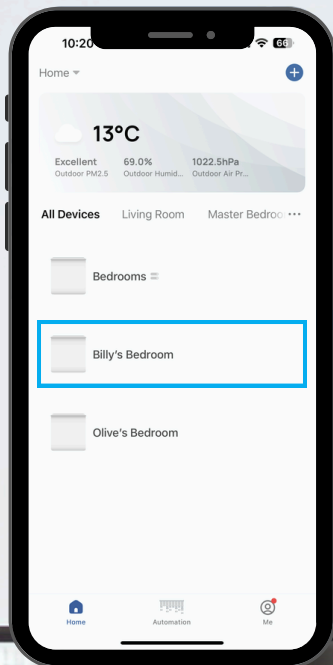 10:20
66
Home
13°C
Excellent 69.0% 1022.5hPa
Outdoor PM2.5 Outdoor Humid... Outdoor Air Pr...
All Devices Living Room Master Bedroo ...
Bedrooms
Billy's Bedroom
Olive's Bedroom
Home Automation Me